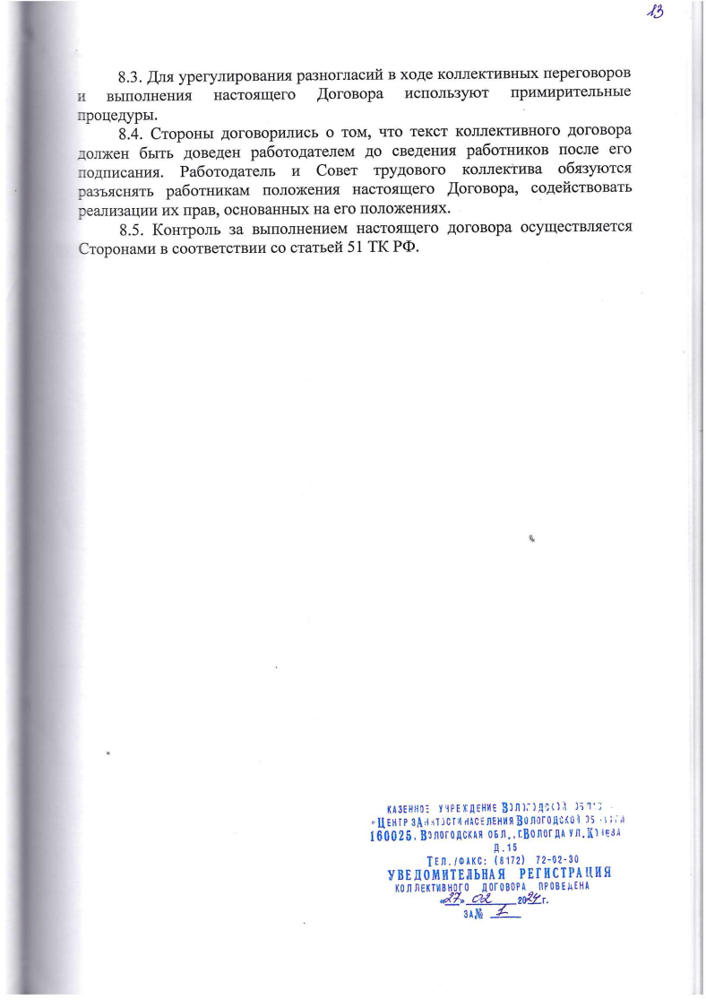 13
8.3. Для урегулирования разногласий в ходе коллективных переговоров
и выполнения настоящего Договора используют примирительные
процедуры.
8.4. Стороны договорились о том, что текст коллективного договора
должен быть доведен работодателем до сведения работников после его
подписания. Работодатель и Совет трудового коллектива обязуются
разъяснять работникам положения настоящего Договора, содействовать
реализации их прав, основанных на его положениях.
8.5. Контроль за выполнением настоящего договора осуществляется
Сторонами в соответствии со статьей 51 ТК РФ.
КАЗЕННОЕ УЧРЕЖДЕНИЕ ВОЛОГОДСКОЙ
«ЦЕНТР ЗАНЯТОСТИ НАСЕЛЕНИЯ ВОЛОГОДСКОЙ
160025, ВОЛОГОДСКАЯ ОБЛ., Г.ВОЛОГДА УЛ.
Д.15
ТЕЛ./ФАКС: (8172) 72-02-30
УВЕДОМИТЕЛЬНАЯ РЕГИСТРАЦИЯ
КОЛЛЕКТИВНОГО ДОГОВОРА ПРОВЕДЕНА
«27» 02 2024 г.
ЗА № 1